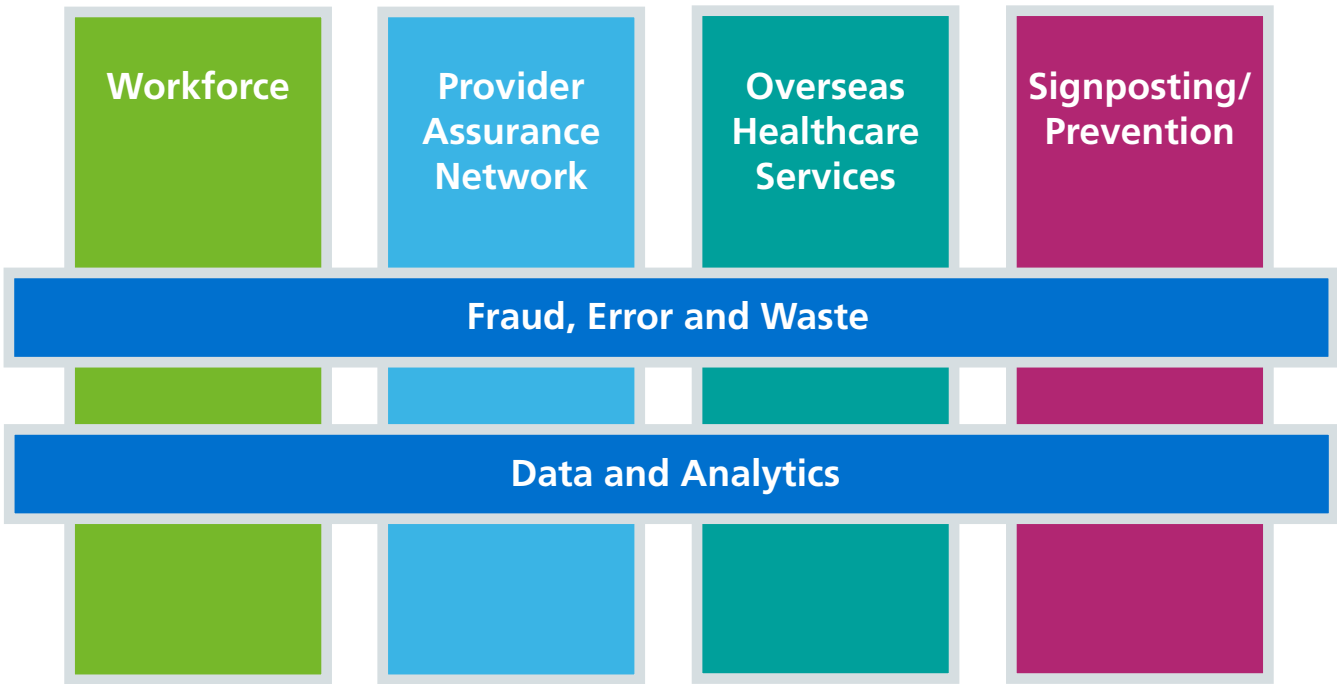 Workforce
Provider
Assurance
Network
Overseas
Healthcare
Services
Signposting/
Prevention
Fraud, Error and Waste
Data and Analytics